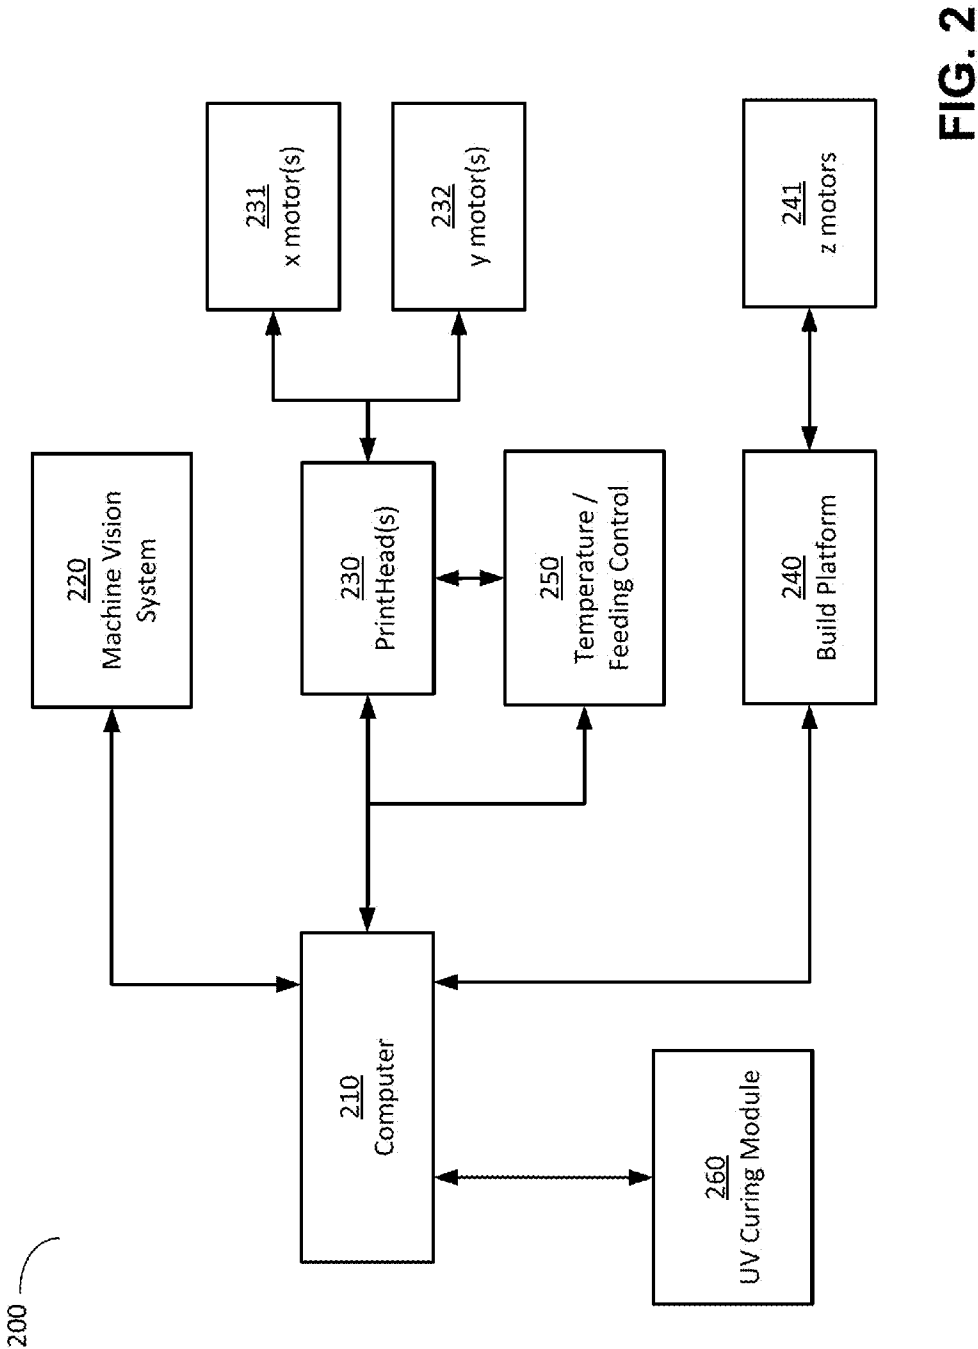 200
220
Machine Vision
System
231
x motor(s)
210
Computer
230
PrintHead(s)
232
y motor(s)
250
Temperature /
Feeding Control
260
UV Curing Module
240
Build Platform
241
z motors
FIG. 2